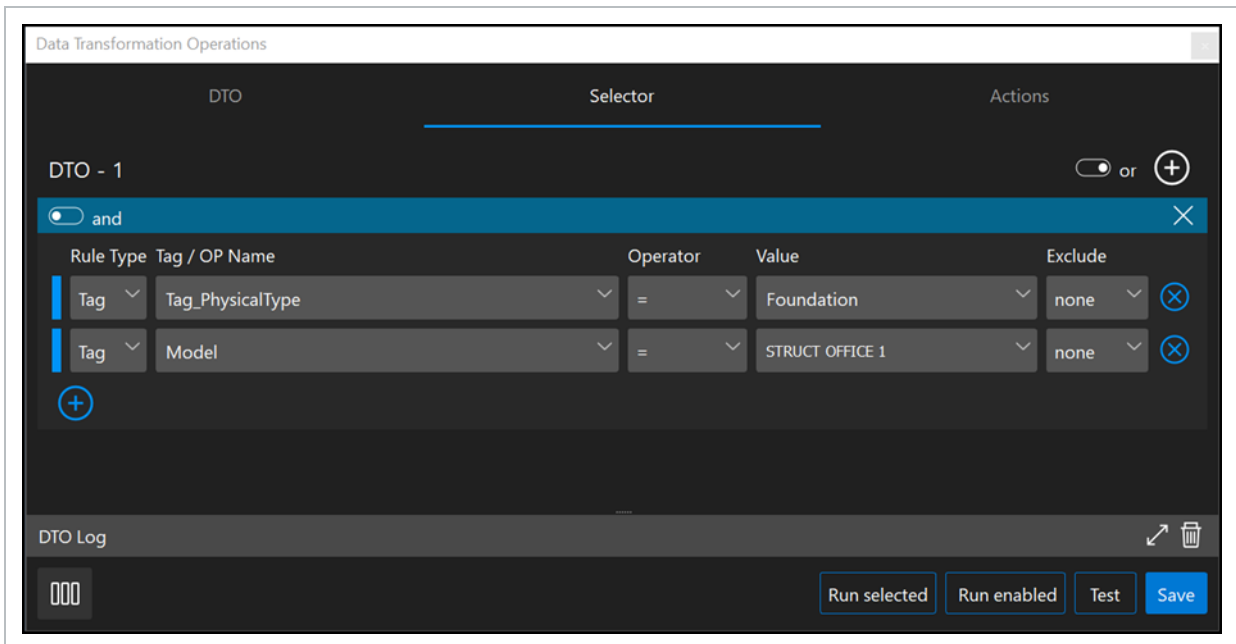 Data Transformation Operations
DTO Selector Actions
DTO - 1 or
and
Rule Type Tag / OP Name Operator Value Exclude
Tag Tag_PhysicalType = Foundation none
Tag Model = STRUCT OFFICE 1 none
DTO Log
Run selected Run enabled Test Save